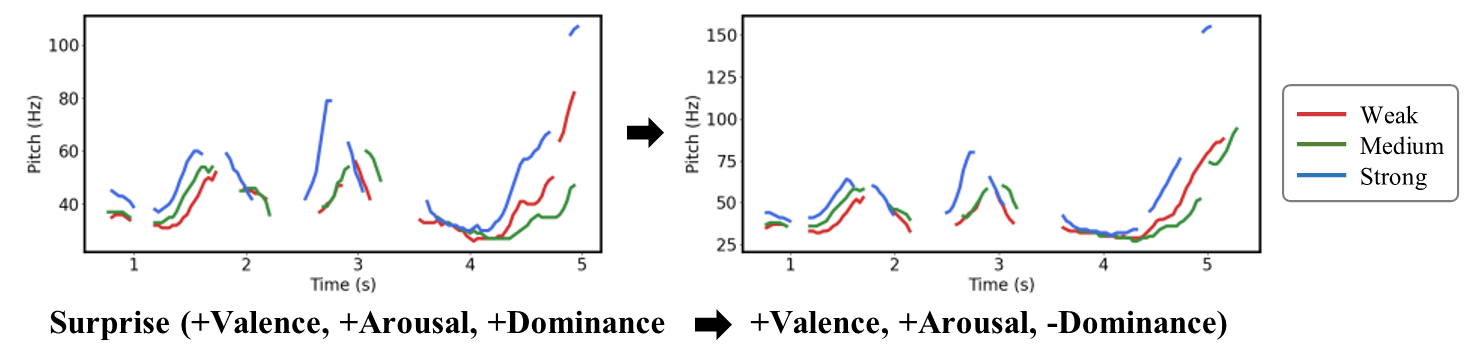 100
80
60
40
Pitch (Hz)
1 2 3 4 5
Time (s)
150
125
100
75
50
25
Pitch (Hz)
1 2 3 4 5
Time (s)
Weak
Medium
Strong
Surprise (+Valence, +Arousal, +Dominance
+Valence, +Arousal, -Dominance)